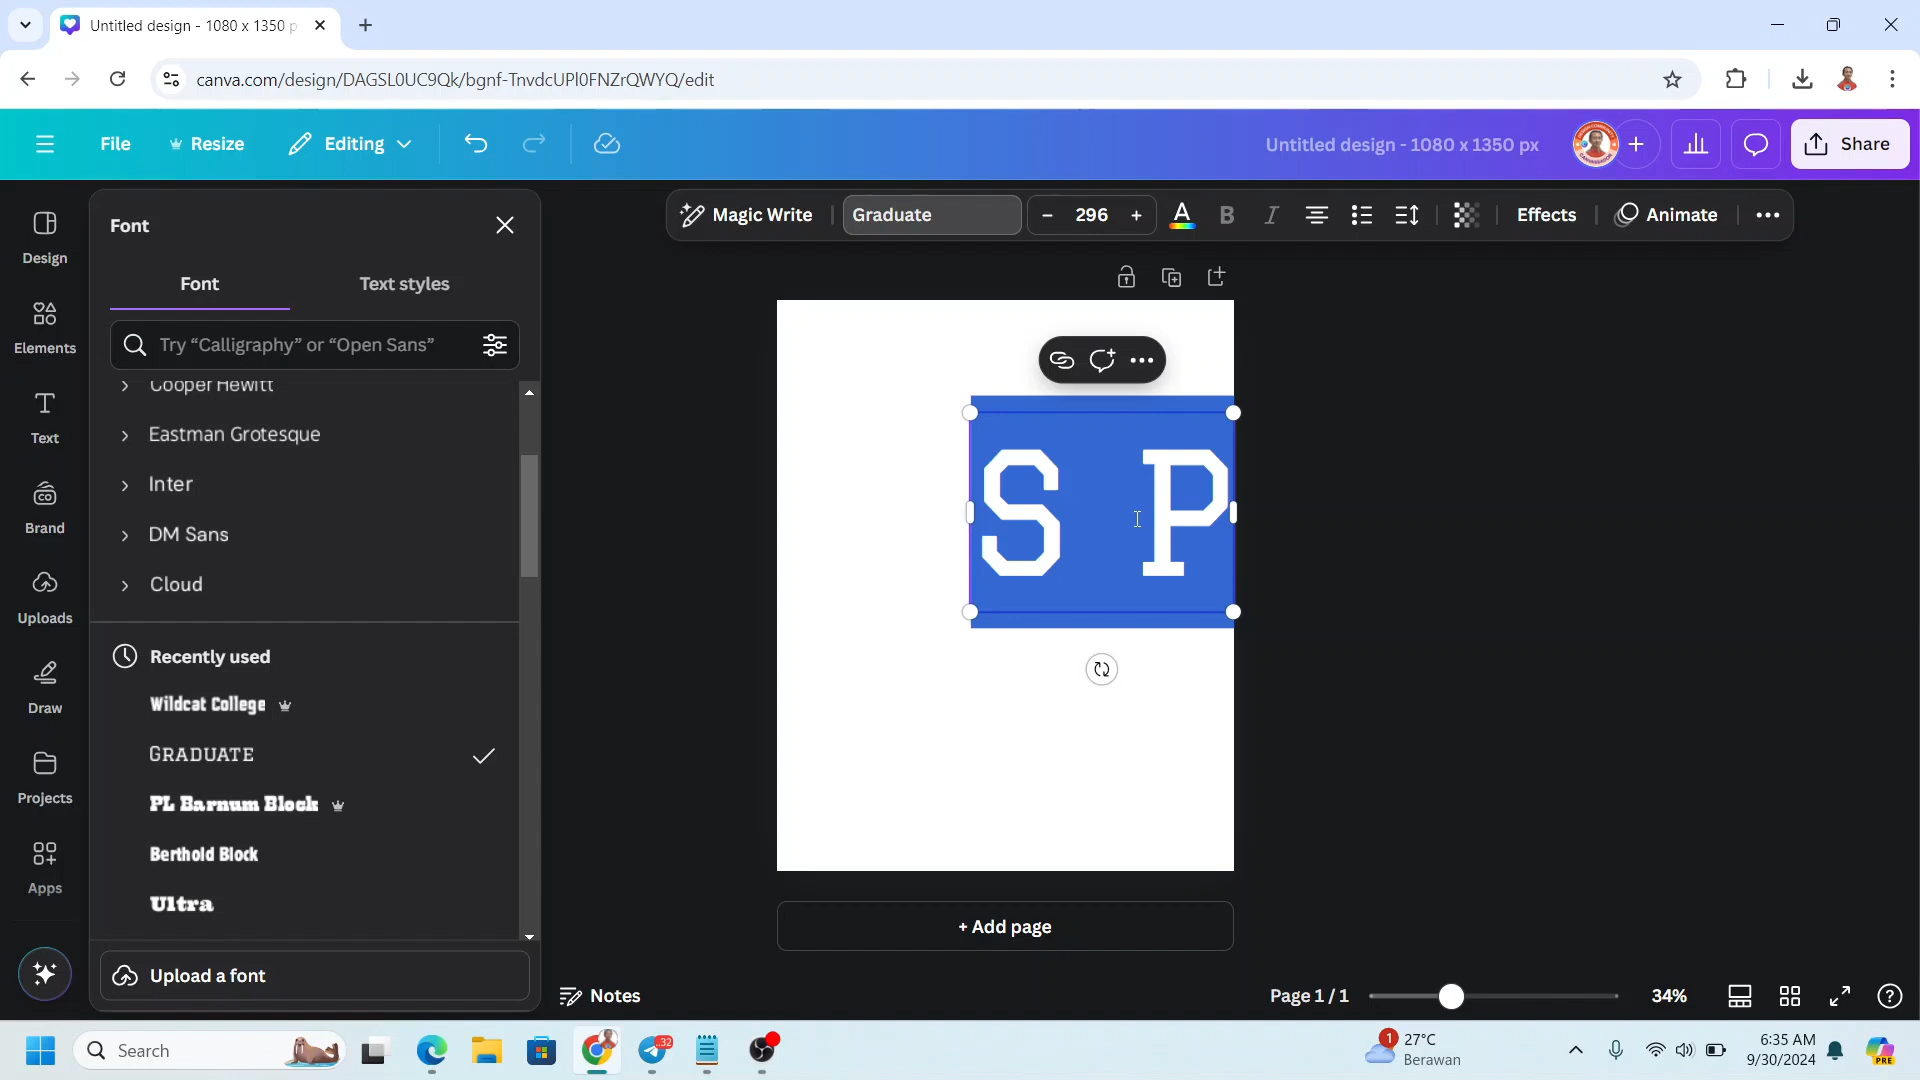 Untitled design - 1080 x 1350 p
canva.com/design/DAGSL0UC9Qk/bgnf-TnvdcUPl0FNZrQWYQ/edit
File Resize Editing Untitled design - 1080 x 1350 px Share
Magic Write Graduate - 296 + A B I Effects Animate
Design
Elements
Text
Brand
Uploads
Draw
Projects
Apps
Font
Font Text styles
Try “Calligraphy” or “Open Sans”
Cooper Hewitt
Eastman Grotesque
Inter
DM Sans
Cloud
Recently used
Wildcat College
GRADUATE
PL Barnum Block
Berthold Block
Ultra
Upload a font
S P
+ Add page
Notes Page 1 / 1 34%
Search
32
1
27°C
Berawan
6:35 AM
9/30/2024
PRE